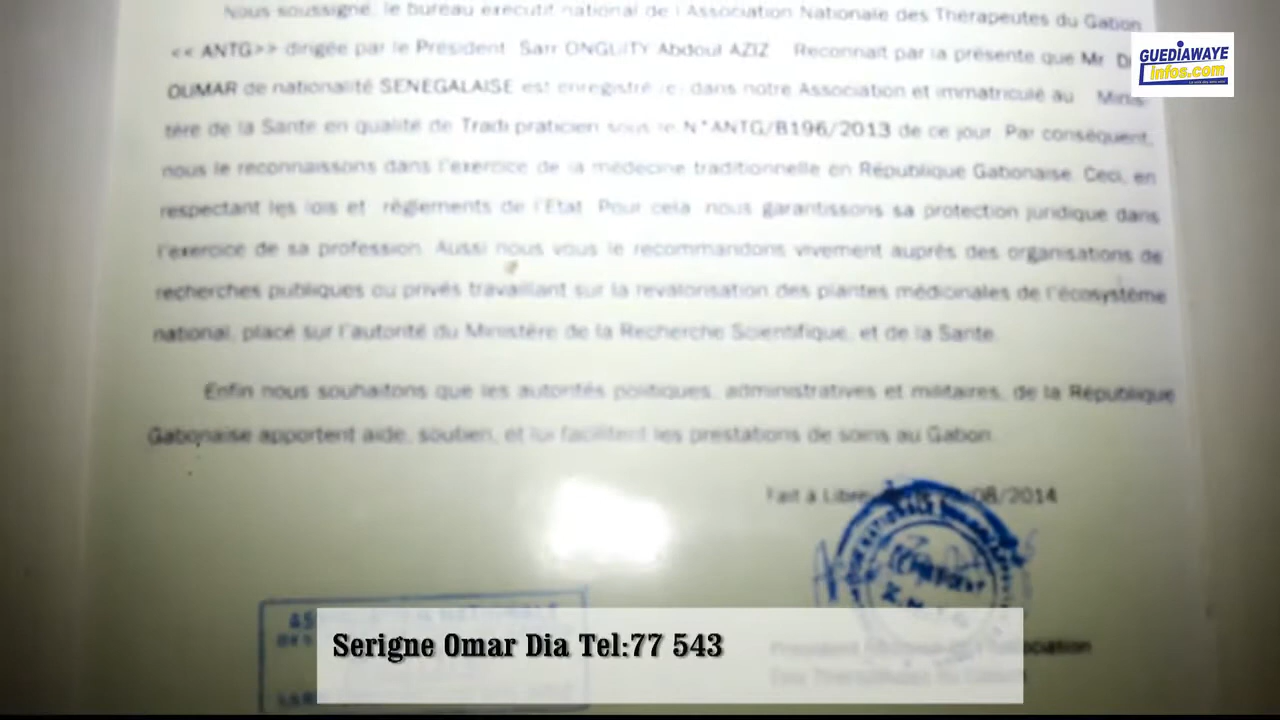 Nous soussigné, le bureau exécutif national de l'Association Nationale des Thérapeutes du Gabon
<< ANTG>> dirigée par le Président Sarr ONGUITY Abdoul AZIZ Reconnait par la présente que Mr
OUMAR de nationalité SENEGALAISE est enregistré dans notre Association et immatriculé au Minis
tère de la Sante en qualité de Tradi praticien sous le N°ANTG/B196/2013 de ce jour. Par conséquent,
nous le reconnaissons dans l'exercice de la médecine traditionnelle en République Gabonaise. Ceci, en
respectant les lois et règlements de l'Etat. Pour cela nous garantissons sa protection juridique dans
l'exercice de sa profession. Aussi nous vous le recommandons vivement auprès des organisations de
recherches publiques ou privés travaillant sur la revalorisation des plantes médicinales de l'écosystème
national, placé sur l'autorité du Ministère de la Recherche Scientifique, et de la Sante.
Enfin nous souhaitons que les autorités politiques, administratives et militaires, de la République
Gabonaise apportent aide, soutien, et lui facilitent les prestations de soins au Gabon.
Fait à 08/2014
GUEDIAWAYE
infos.com
Serigne Omar Dia Tel:77 543